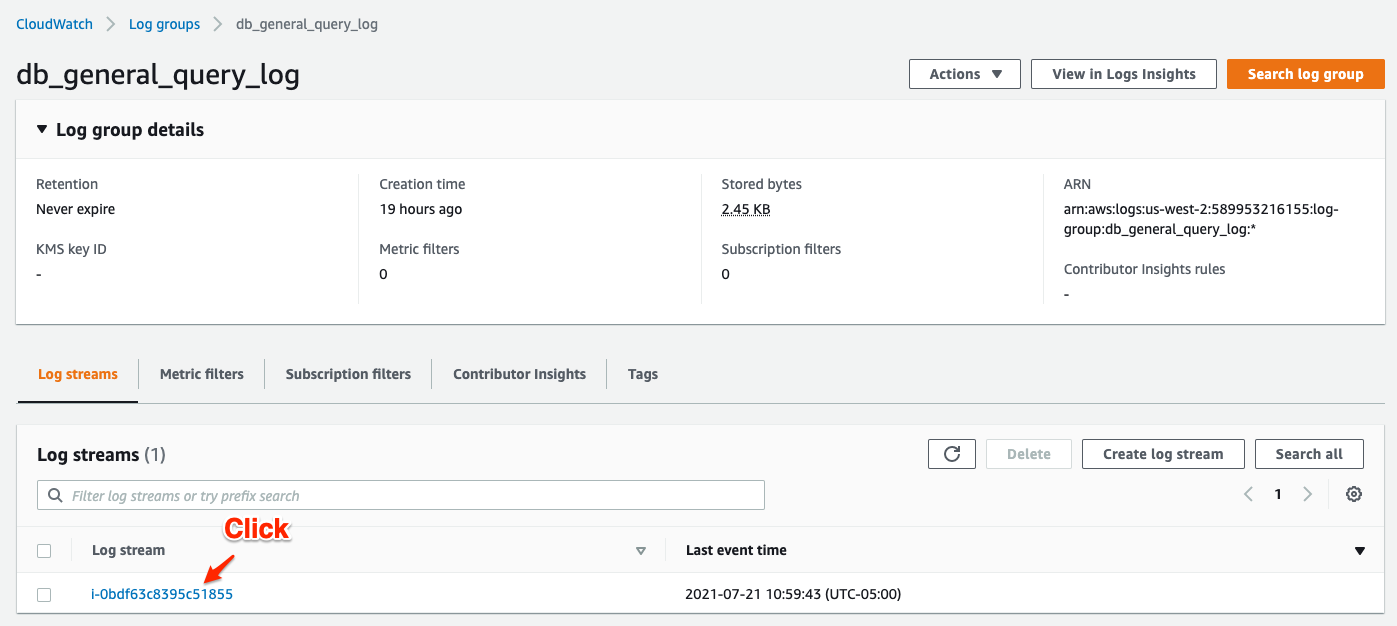 CloudWatch > Log groups > db_general_query_log
db_general_query_log
Actions ▼ View in Logs Insights Search log group
▼ Log group details
Retention
Never expire
KMS key ID
-
Creation time
19 hours ago
Metric filters
0
Stored bytes
2.45 KB
Subscription filters
0
ARN
arn:aws:logs:us-west-2:589953216155:log-
group:db_general_query_log:*
Contributor Insights rules
-
Log streams Metric filters Subscription filters Contributor Insights Tags
Log streams (1)
Delete Create log stream Search all
Filter log streams or try prefix search
1
Click
Log stream Last event time
i-0bdf63c8395c51855 2021-07-21 10:59:43 (UTC-05:00)